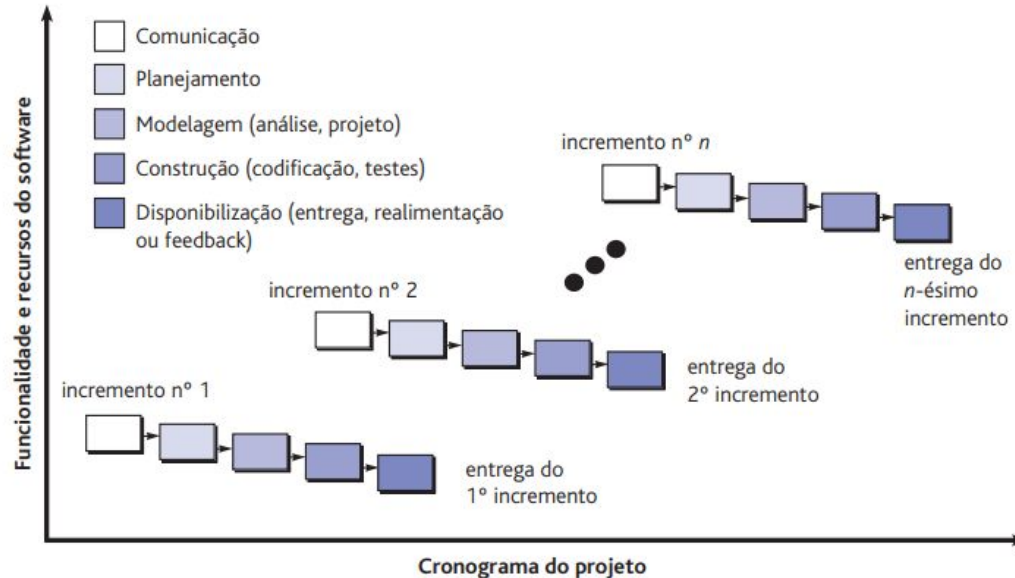 Comunicação
Planejamento
Modelagem (análise, projeto)
Construção (codificação, testes)
Disponibilização (entrega, realimentação
ou feedback)
Funcionalidade e recursos do software
incremento nº n
entrega do
n-ésimo
incremento
incremento nº 2
entrega do
2º incremento
incremento nº 1
entrega do
1º incremento
Cronograma do projeto